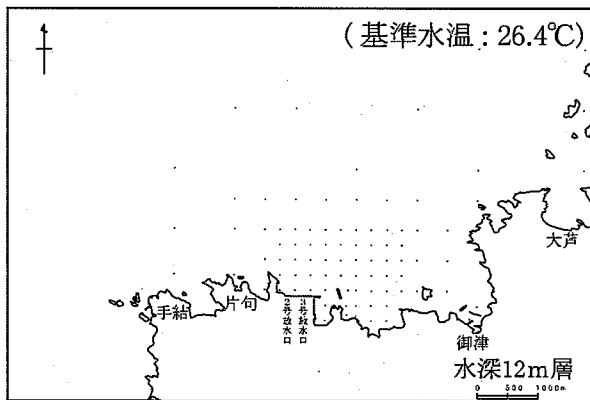 (基準水温：26.4℃)
大芦
手結
片句
2号放水口
3号放水口
御津
水深12m層
0 500 1000m